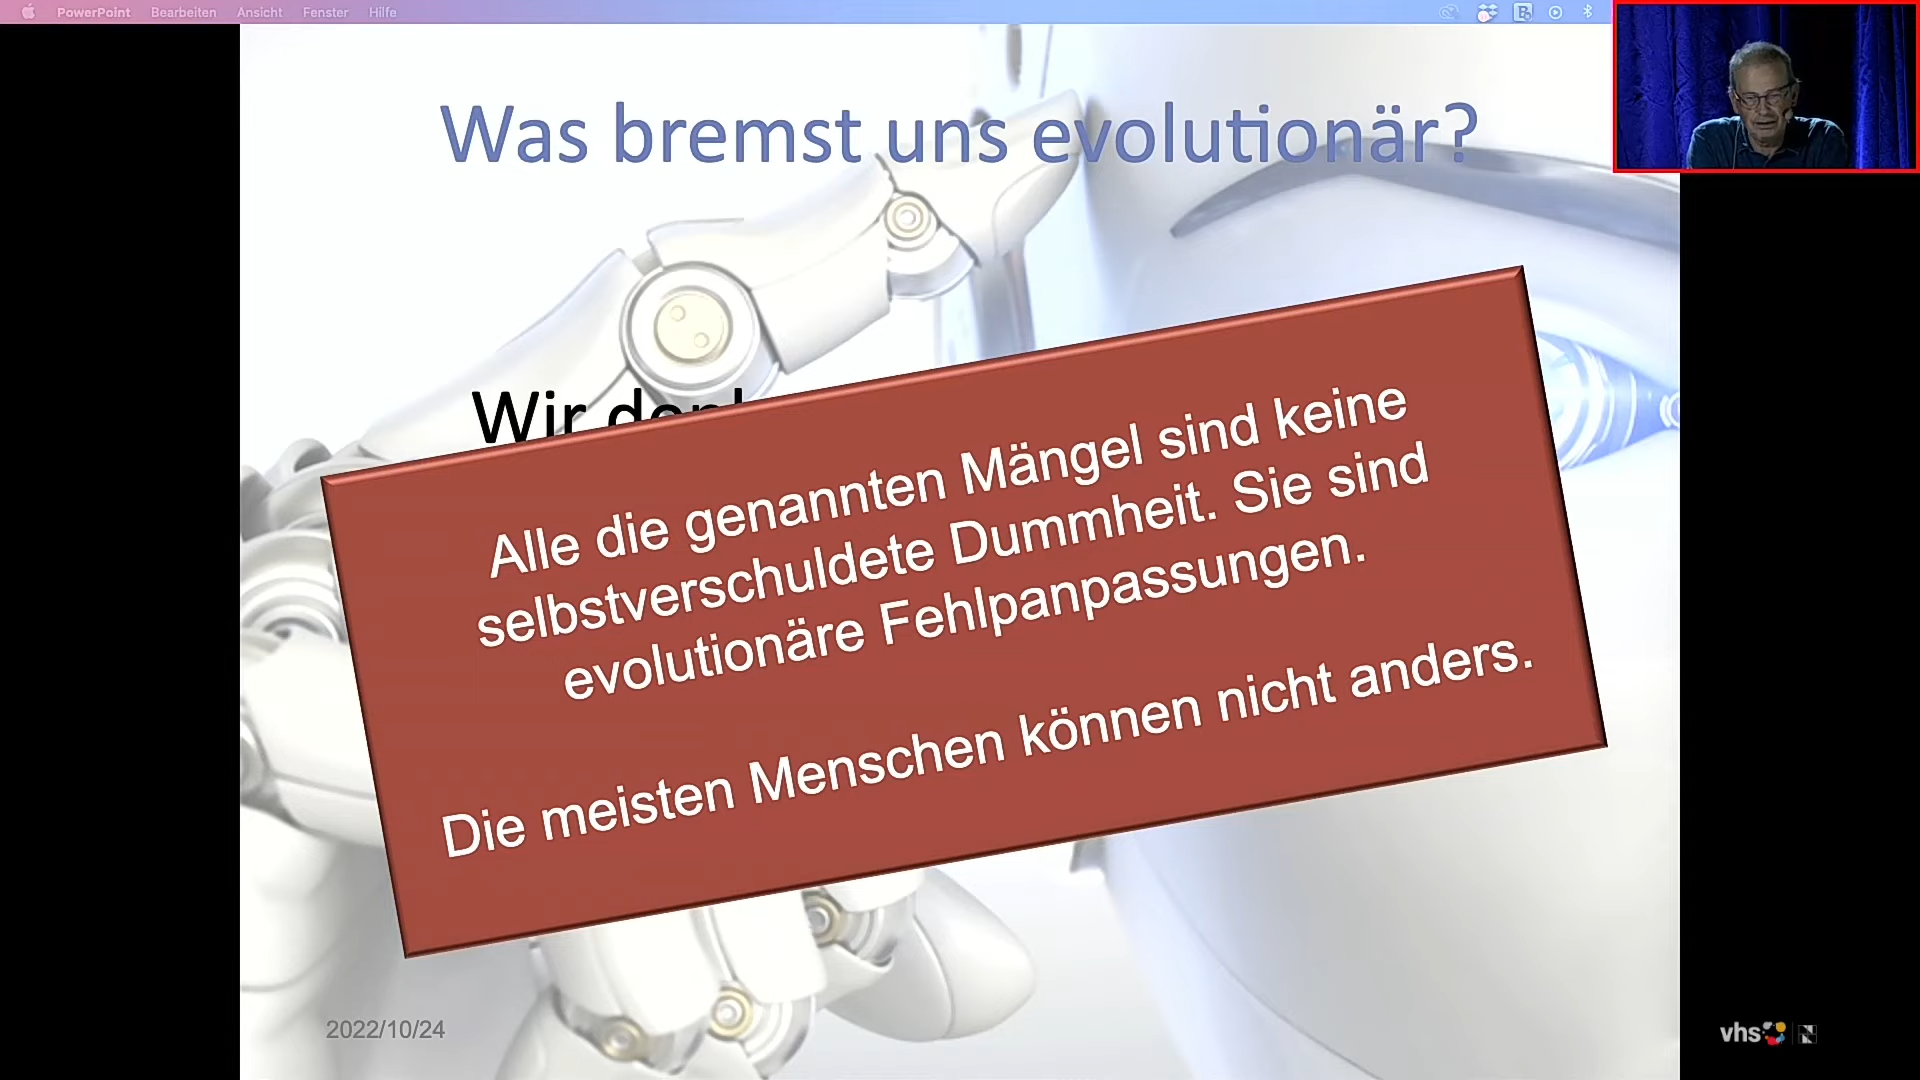 PowerPoint Bearbeiten Ansicht Fenster Hilfe
Was bremst uns evolutionär?
Wir
Alle die genannten Mängel sind keine
selbstverschuldete Dummheit. Sie sind
evolutionäre Fehlpanpassungen.
Die meisten Menschen können nicht anders.
2022/10/24
vhs